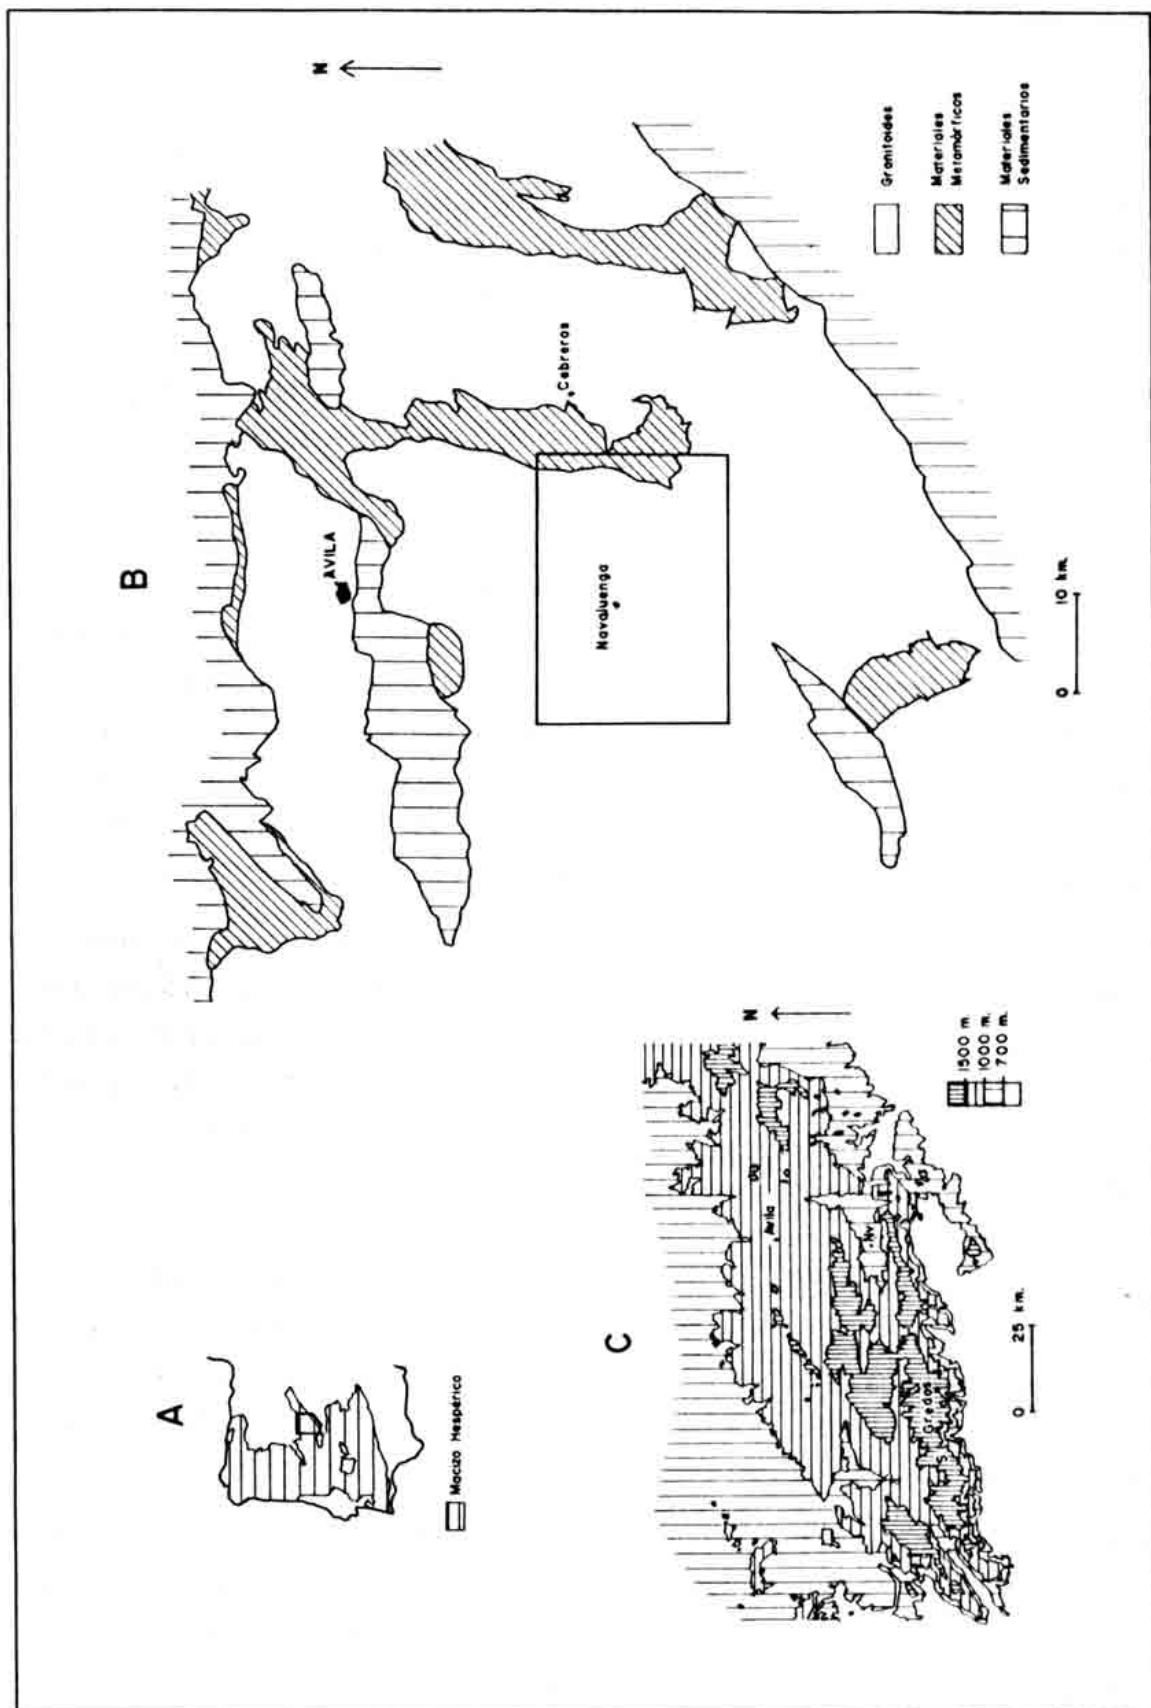 A
Macizo Hespérico
B
N
AVILA
Cebreros
Navaluenga
0 10 km.
Granitoides
Materiales
Metamórficos
Materiales
Sedimentarios
C
N
Avila
Nv
Gredos
0 25 km.
1500 m.
1000 m.
700 m.